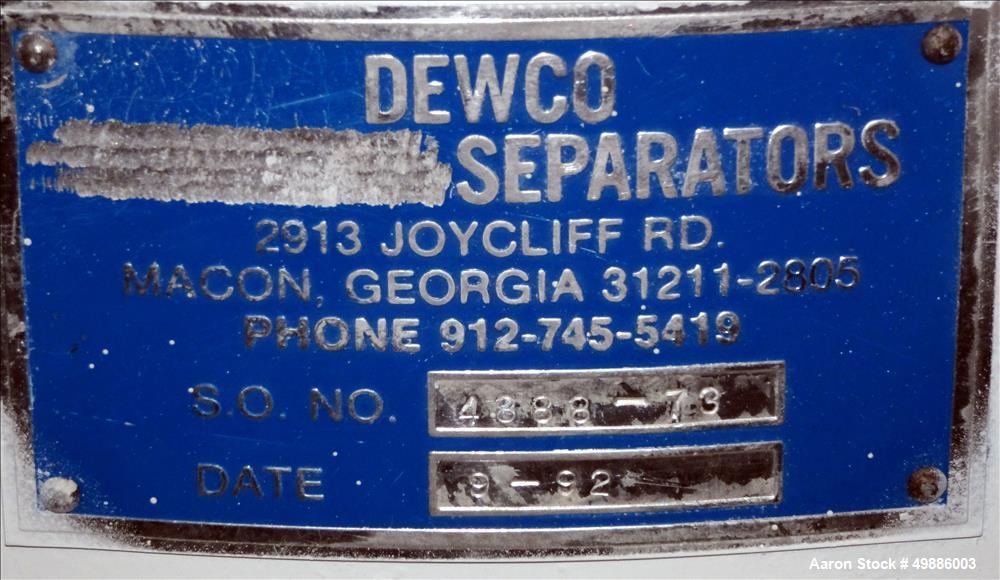 DEWCO
SEPARATORS
2913 JOYCLIFF RD.
MACON, GEORGIA 31211-2805
PHONE 912-745-5419
S.O. NO. 4888-73
DATE 9-92
Aaron Stock # 49886003